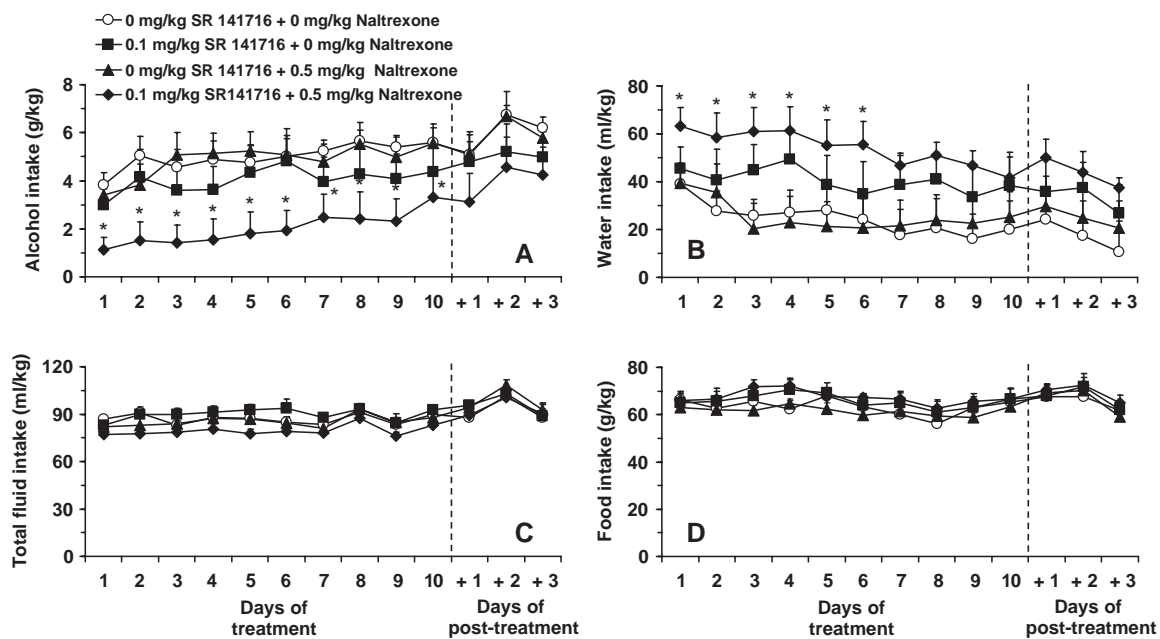 0 mg/kg SR 141716 + 0 mg/kg Naltrexone
0.1 mg/kg SR 141716 + 0 mg/kg Naltrexone
0 mg/kg SR 141716 + 0.5 mg/kg Naltrexone
0.1 mg/kg SR141716 + 0.5 mg/kg Naltrexone
Alcohol intake (g/kg)
8
6
4
2
0
* * * * * * * * * *
A
1 2 3 4 5 6 7 8 9 10 + 1 + 2 + 3
Water intake (ml/kg)
80
60
40
20
0
* * * * * *
B
1 2 3 4 5 6 7 8 9 10 + 1 + 2 + 3
Total fluid intake (ml/kg)
120
90
60
30
0
C
1 2 3 4 5 6 7 8 9 10 + 1 + 2 + 3
Days of
treatment
Days of
post-treatment
Food intake (g/kg)
80
60
40
20
0
D
1 2 3 4 5 6 7 8 9 10 + 1 + 2 + 3
Days of
treatment
Days of
post-treatment